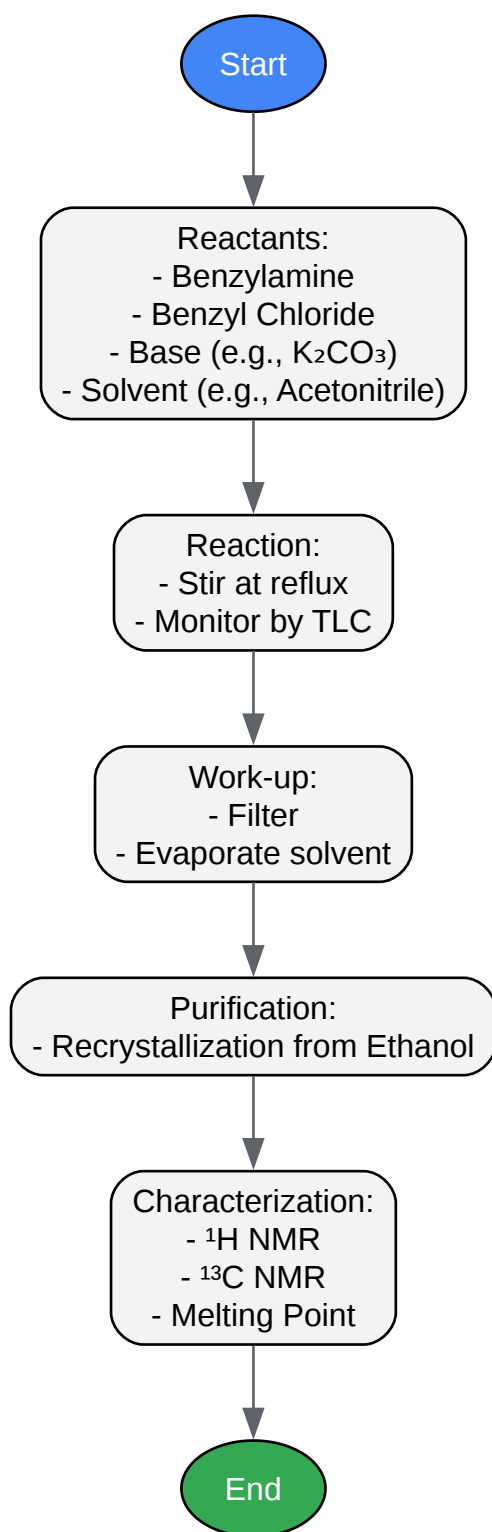 Start
Reactants:
- Benzylamine
- Benzyl Chloride
- Base (e.g., K₂CO₃)
- Solvent (e.g., Acetonitrile)
Reaction:
- Stir at reflux
- Monitor by TLC
Work-up:
- Filter
- Evaporate solvent
Purification:
- Recrystallization from Ethanol
Characterization:
- ¹H NMR
- ¹³C NMR
- Melting Point
End